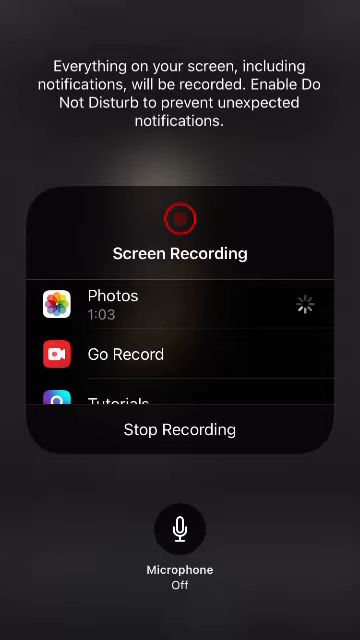 Everything on your screen, including
notifications, will be recorded. Enable Do
Not Disturb to prevent unexpected
notifications.
Screen Recording
Photos
1:03
Go Record
Tutorials
Stop Recording
Microphone
Off